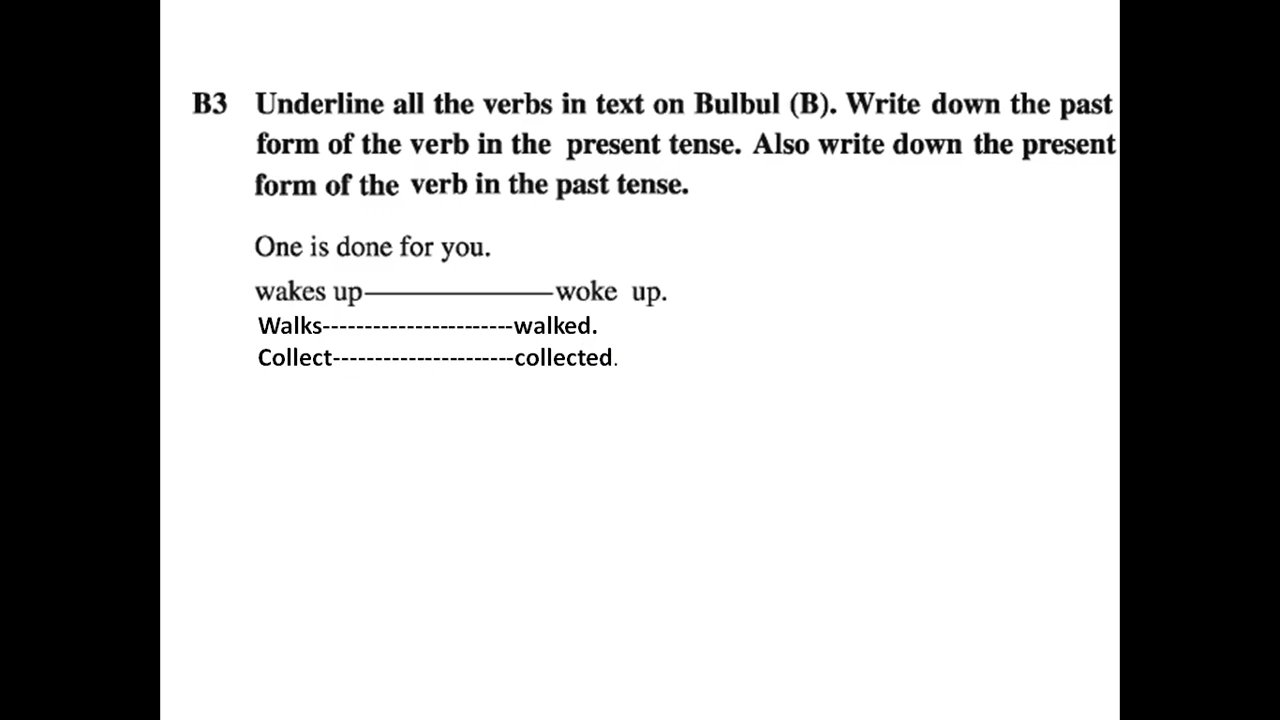 B3 Underline all the verbs in text on Bulbul (B). Write down the past
form of the verb in the present tense. Also write down the present
form of the verb in the past tense.
One is done for you.
wakes up——————woke up.
Walks-----------------------walked.
Collect----------------------collected.